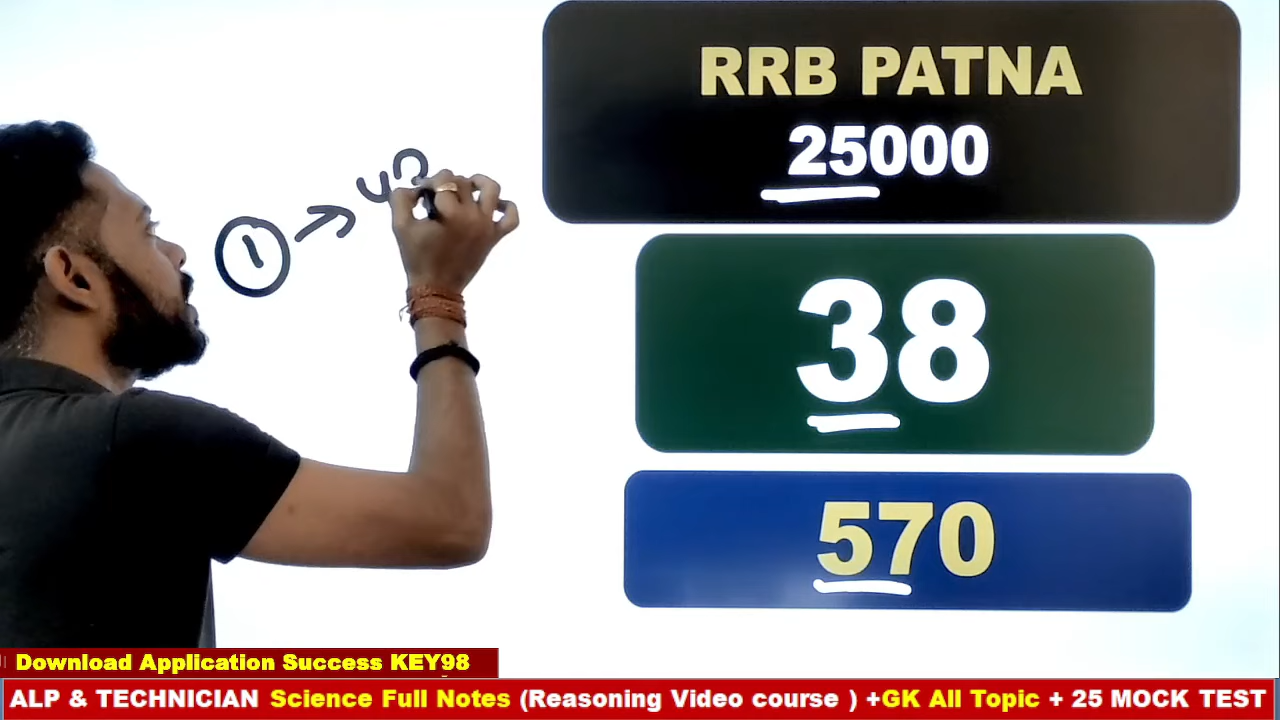 RRB PATNA
25000
1
38
570
Download Application Success KEY98
ALP & TECHNICIAN Science Full Notes (Reasoning Video course ) +GK All Topic + 25 MOCK TEST